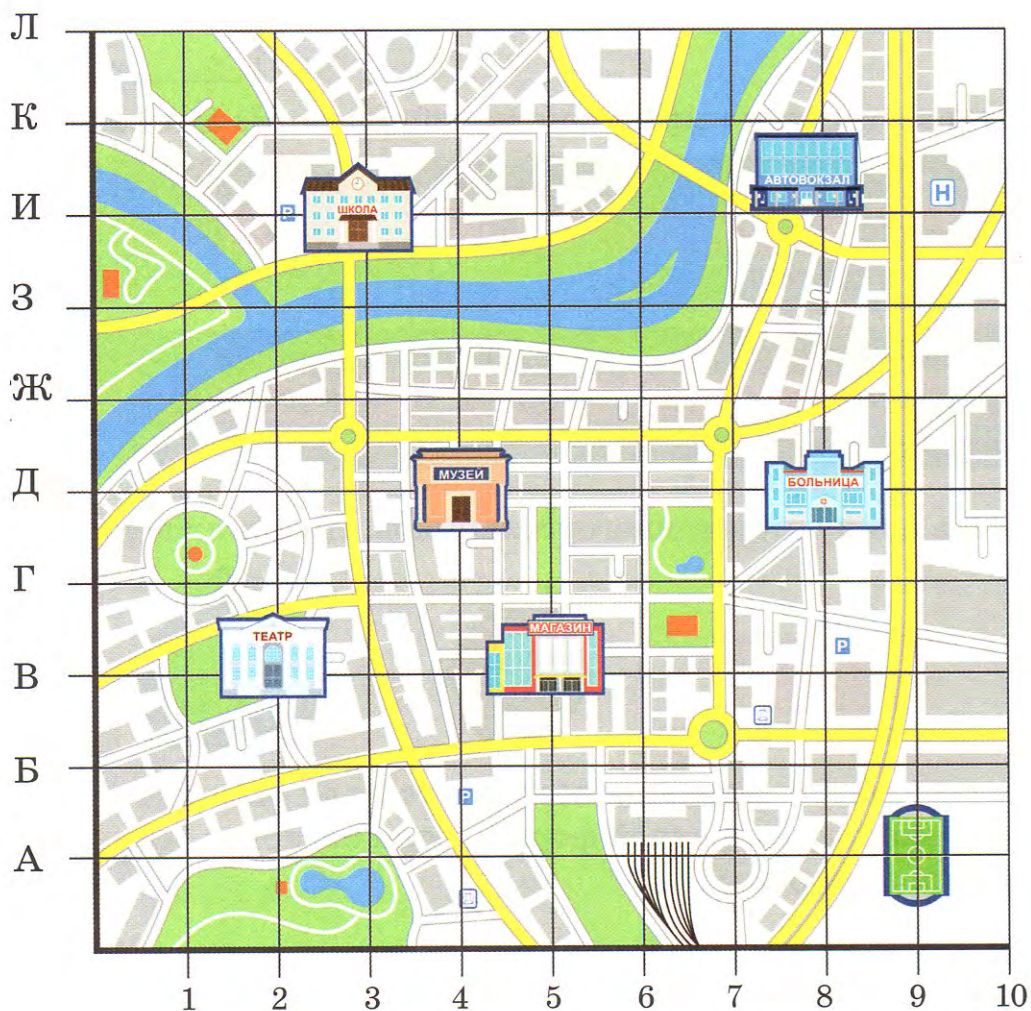 Л
К
АВТОВОКЗАЛ
H
И
P
ШКОЛА
З
Ж
МУЗЕЙ
Д
БОЛЬНИЦА
Г
ТЕАТР
МАГАЗИН
P
В
Б
P
А
1 2 3 4 5 6 7 8 9 10